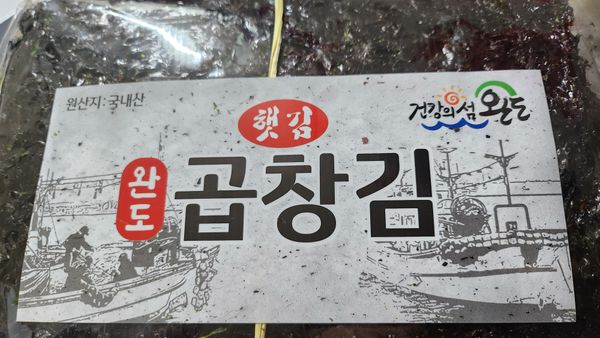 원산지: 국내산
햇김
건강의 섬 완도
완도
곱창김